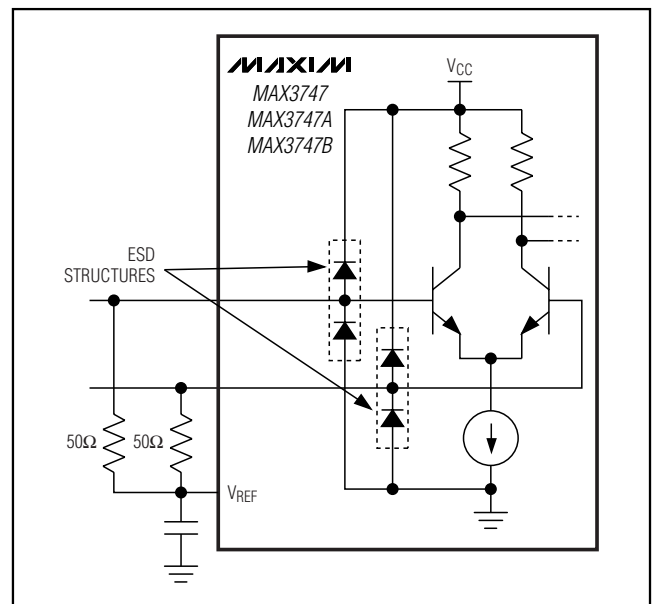 MAXIM
MAX3747
MAX3747A
MAX3747B
VCC
ESD
STRUCTURES
50Ω 50Ω
VREF